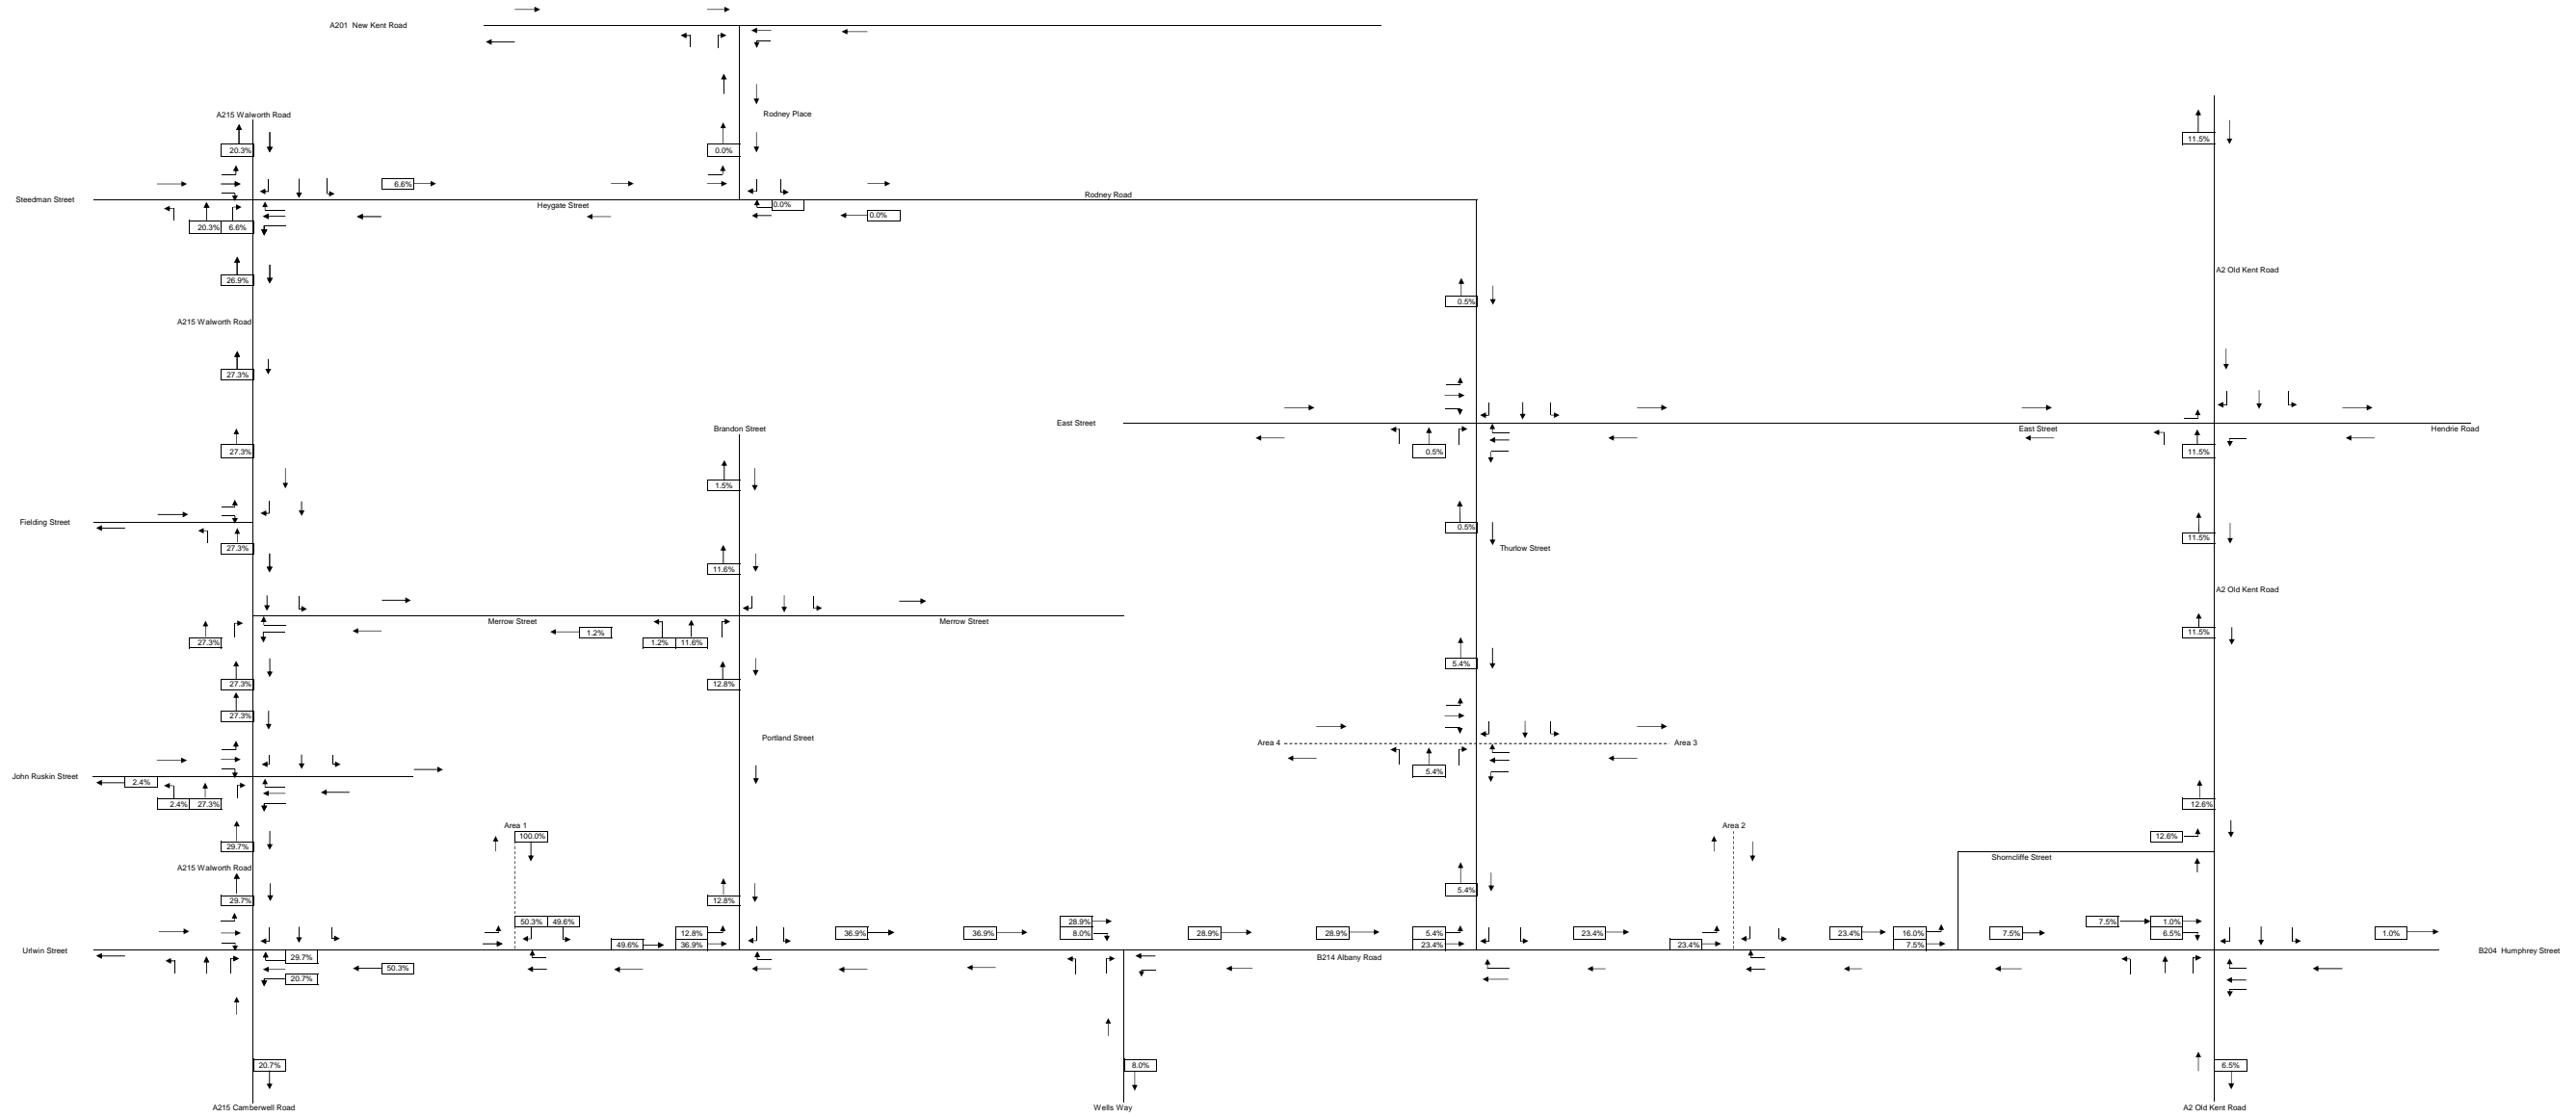 A201 New Kent Road
A215 Walworth Road
Rodney Place
20.3%
0.0%
11.5%
6.6%
Steedman Street
Heygate Street
Rodney Road
0.0%
0.0%
20.3% 6.6%
26.9%
A2 Old Kent Road
0.5%
A215 Walworth Road
27.3%
East Street
East Street
Hendrie Road
Brandon Street
27.3%
0.5%
11.5%
1.5%
Fielding Street
0.5%
11.5%
27.3%
Thurlow Street
11.6%
A2 Old Kent Road
Merrow Street
Merrow Street
1.2%
11.5%
27.3%
1.2% 11.6%
5.4%
27.3%
12.8%
27.3%
Portland Street
Area 4
Area 3
5.4%
John Ruskin Street
2.4%
2.4% 27.3%
12.6%
Area 1
Area 2
100.0%
12.6%
29.7%
Shorncliffe Street
A215 Walworth Road
5.4%
29.7%
12.8%
50.3% 49.6%
28.9%
7.5%
1.0%
12.8%
36.9%
36.9%
8.0%
28.9%
28.9%
5.4%
23.4%
23.4%
16.0%
7.5%
6.5%
1.0%
49.6%
36.9%
23.4%
23.4%
7.5%
Urlwin Street
29.7%
B214 Albany Road
B204 Humphrey Street
50.3%
20.7%
20.7%
8.0%
6.5%
A215 Camberwell Road
Wells Way
A2 Old Kent Road